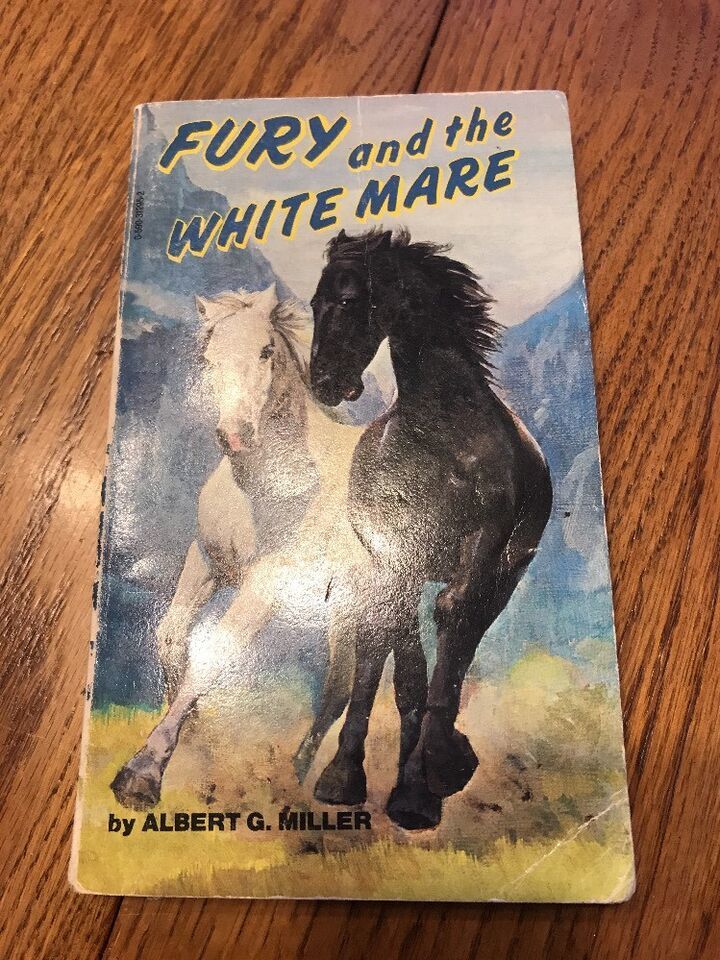 FURY and the
WHITE MARE
by ALBERT G. MILLER